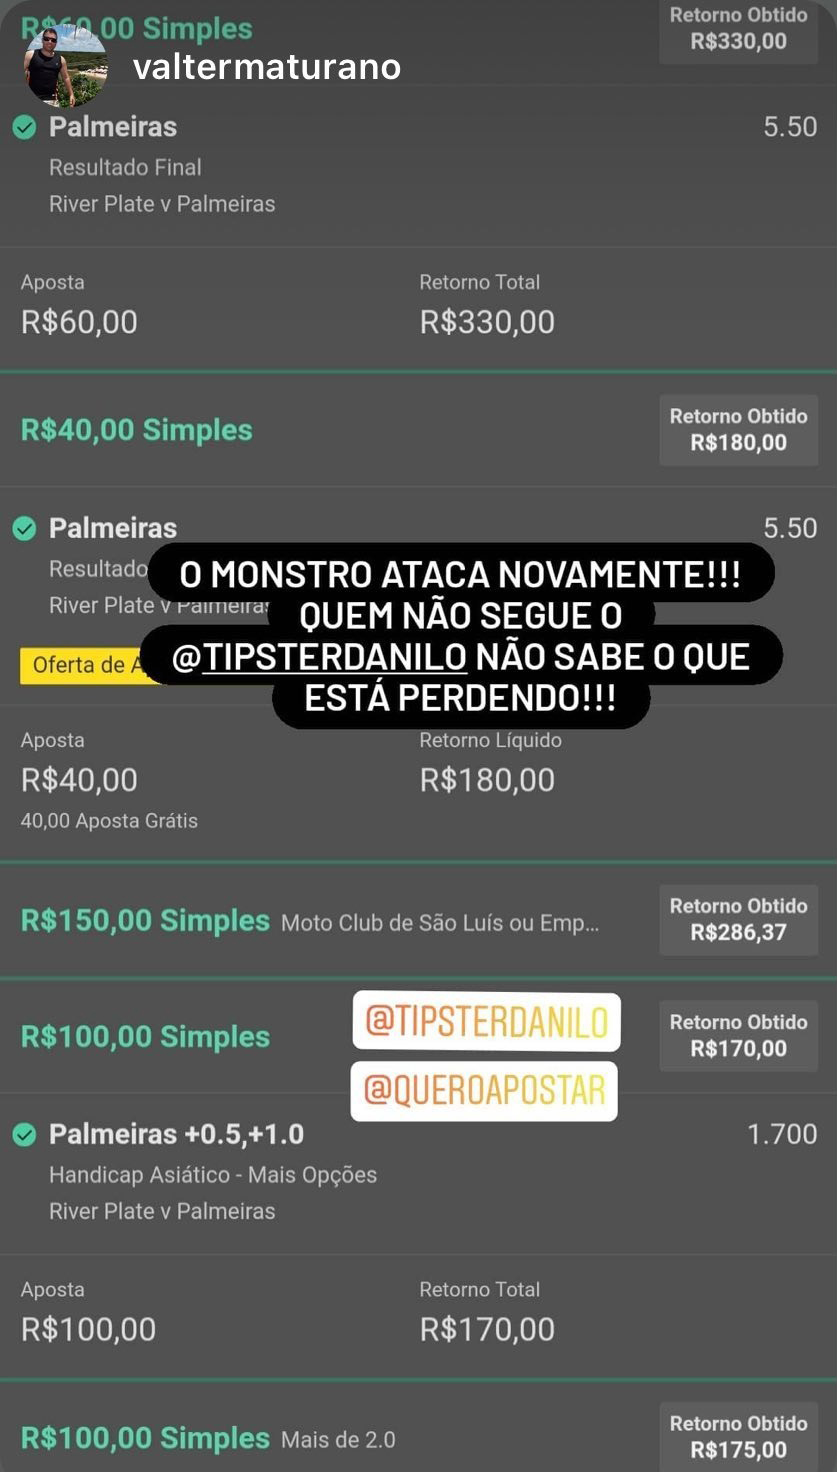 R$60,00 Simples
Retorno Obtido
R$330,00
valtermaturano
Palmeiras
5.50
Resultado Final
River Plate v Palmeiras
Aposta
Retorno Total
R$60,00
R$330,00
R$40,00 Simples
Retorno Obtido
R$180,00
Palmeiras
5.50
Resultado
River Plate v Palmeiras
O MONSTRO ATACA NOVAMENTE!!!
QUEM NÃO SEGUE O
@TIPSTERDANILO NÃO SABE O QUE
ESTÁ PERDENDO!!!
Oferta de
Aposta
Retorno Líquido
R$40,00
R$180,00
40,00 Aposta Grátis
R$150,00 Simples Moto Club de São Luís ou Emp...
Retorno Obtido
R$286,37
R$100,00 Simples
@TIPSTERDANILO
@QUEROAPOSTAR
Retorno Obtido
R$170,00
Palmeiras +0.5,+1.0
1.700
Handicap Asiático - Mais Opções
River Plate v Palmeiras
Aposta
Retorno Total
R$100,00
R$170,00
R$100,00 Simples Mais de 2.0
Retorno Obtido
R$175,00